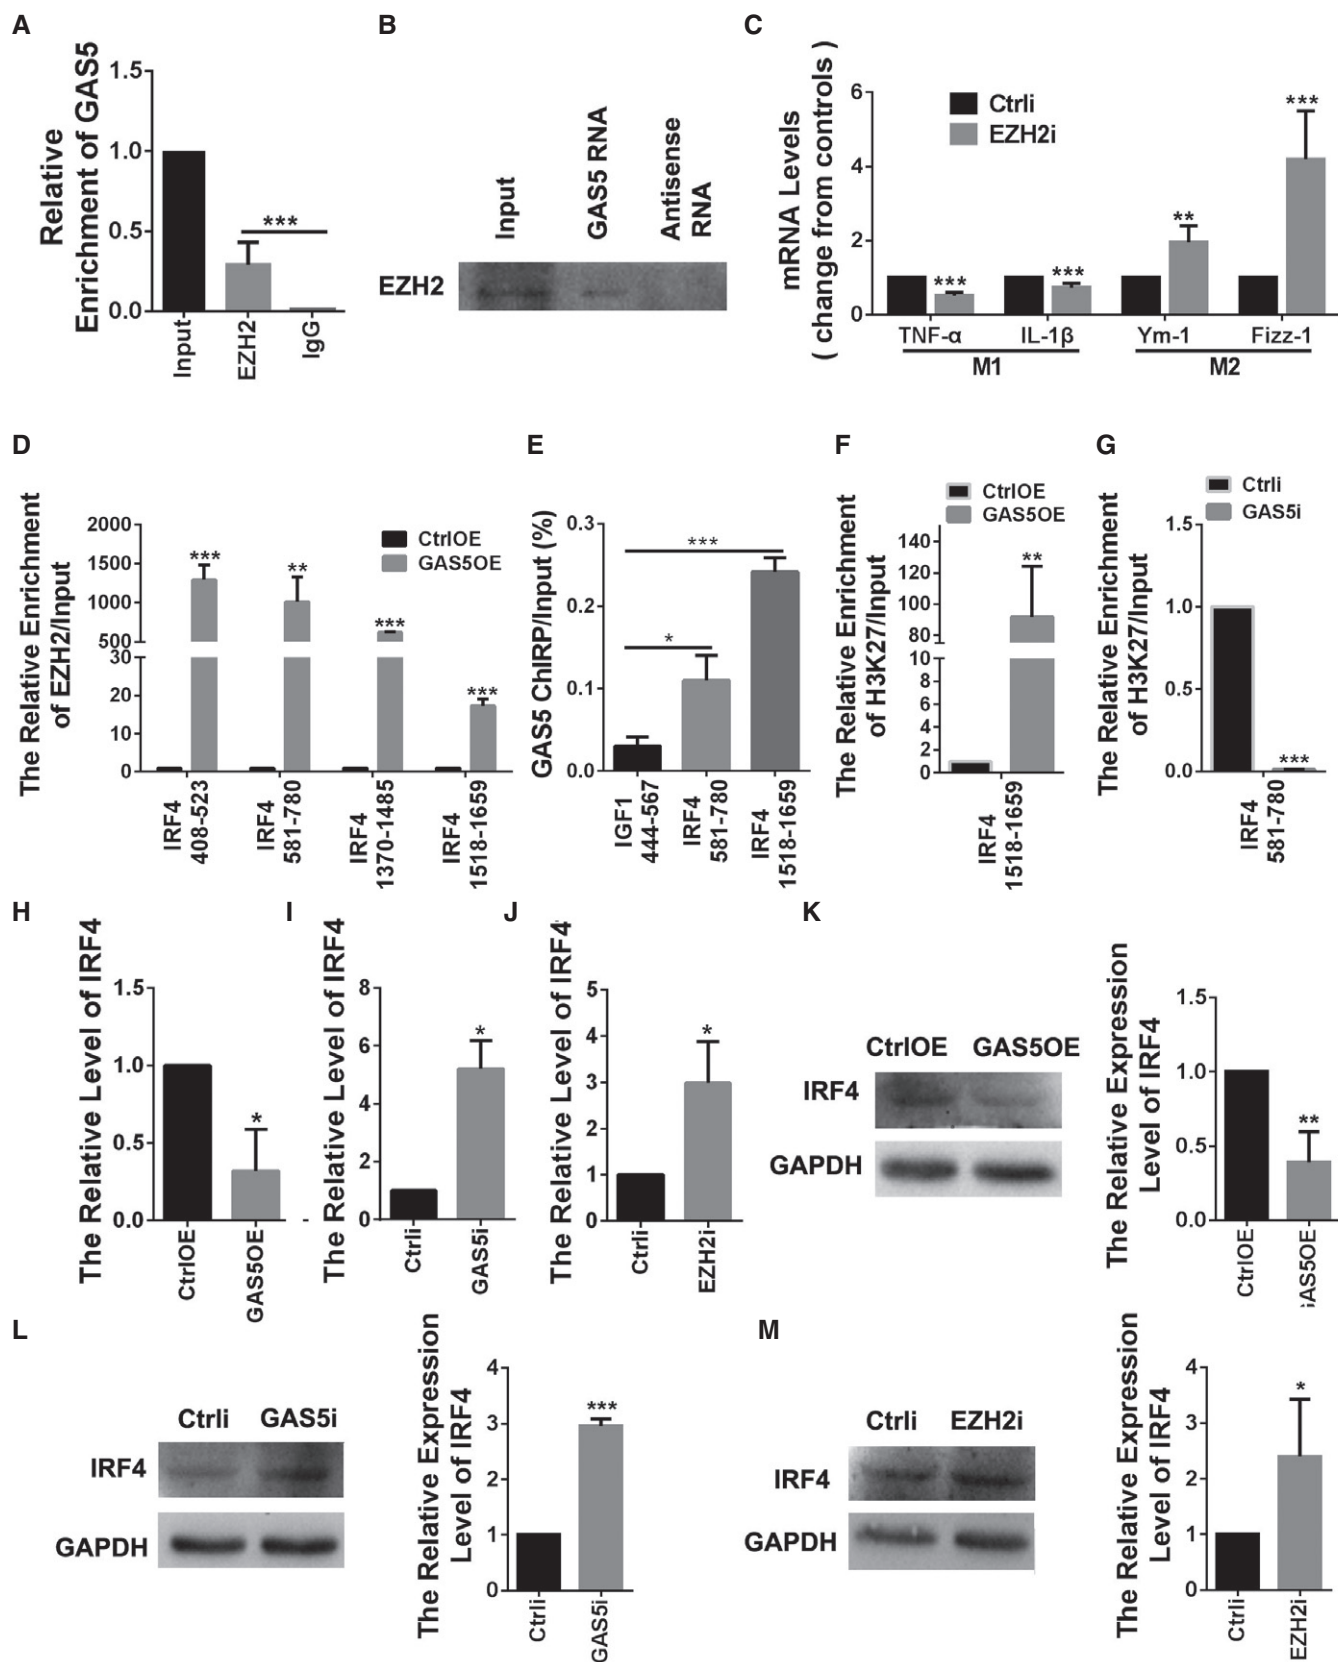 A
Relative
Enrichment of GAS5
1.5
1.0
0.5
0.0
***
Input
EZH2
IgG
B
Input
GAS5 RNA
Antisense
RNA
EZH2
C
mRNA Levels
( change from controls )
6
4
2
0
Ctrli
EZH2i
***
***
**
***
TNF-α
IL-1β
Ym-1
Fizz-1
M1
M2
D
The Relative Enrichment
of EZH2/Input
2000
1500
1000
500
30
20
10
0
CtrlOE
GAS5OE
***
**
***
***
IRF4
408-523
IRF4
581-780
IRF4
1370-1485
IRF4
1518-1659
E
GAS5 ChIRP/Input (%)
0.3
0.2
0.1
0.0
***
*
IGF1
444-567
IRF4
581-780
IRF4
1518-1659
F
The Relative Enrichment
of H3K27/Input
CtrlOE
GAS5OE
140
120
100
80
10
8
6
4
2
0
**
IRF4
1518-1659
G
The Relative Enrichment
of H3K27/Input
Ctrli
GAS5i
1.5
1.0
0.5
0.0
***
IRF4
581-780
H
The Relative Level of IRF4
1.5
1.0
0.5
0.0
*
CtrlOE
GAS5OE
I
The Relative Level of IRF4
8
6
4
2
0
*
Ctrli
GAS5i
J
The Relative Level of IRF4
5
4
3
2
1
0
*
Ctrli
EZH2i
K
CtrlOE GAS5OE
IRF4
GAPDH
The Relative Expression
Level of IRF4
1.5
1.0
0.5
0.0
**
CtrlOE
GAS5OE
L
Ctrli GAS5i
IRF4
GAPDH
The Relative Expression
Level of IRF4
4
3
2
1
0
***
Ctrli
GAS5i
M
Ctrli EZH2i
IRF4
GAPDH
The Relative Expression
Level of IRF4
4
3
2
1
0
*
Ctrli
EZH2i